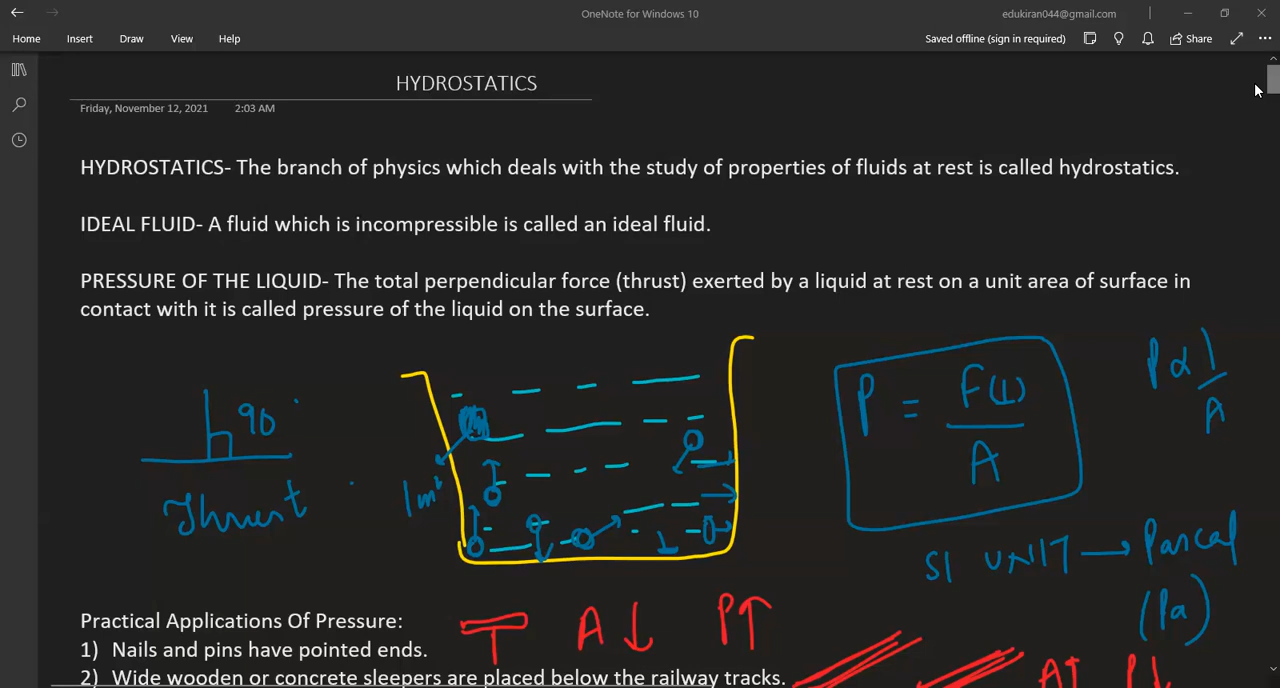 OneNote for Windows 10
edukiran044@gmail.com
Home Insert Draw View Help
Saved offline (sign in required)
Share
HYDROSTATICS
Friday, November 12, 2021 2:03 AM
HYDROSTATICS- The branch of physics which deals with the study of properties of fluids at rest is called hydrostatics.
IDEAL FLUID- A fluid which is incompressible is called an ideal fluid.
PRESSURE OF THE LIQUID- The total perpendicular force (thrust) exerted by a liquid at rest on a unit area of surface in
contact with it is called pressure of the liquid on the surface.
90°
Thrust
1m²
P = F(⊥)/A
P α 1/A
SI UNIT → Pascal
(Pa)
Practical Applications Of Pressure:
A↓ P↑
1) Nails and pins have pointed ends.
2) Wide wooden or concrete sleepers are placed below the railway tracks.
A↑ P↓